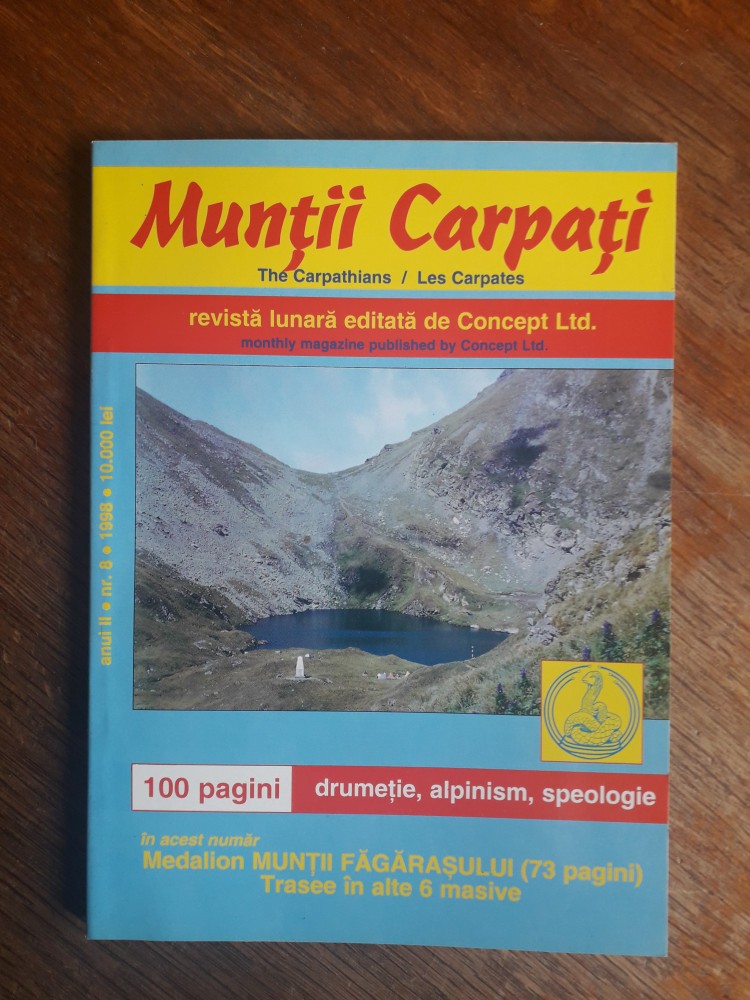 Munții Carpați
The Carpathians / Les Carpates
revistă lunară editată de Concept Ltd.
monthly magazine published by Concept Ltd.
anul II • nr. 8 • 1998 • 10.000 lei
100 pagini
drumeție, alpinism, speologie
în acest număr
Medalion MUNȚII FĂGĂRAȘULUI (73 pagini)
Trasee în alte 6 masive